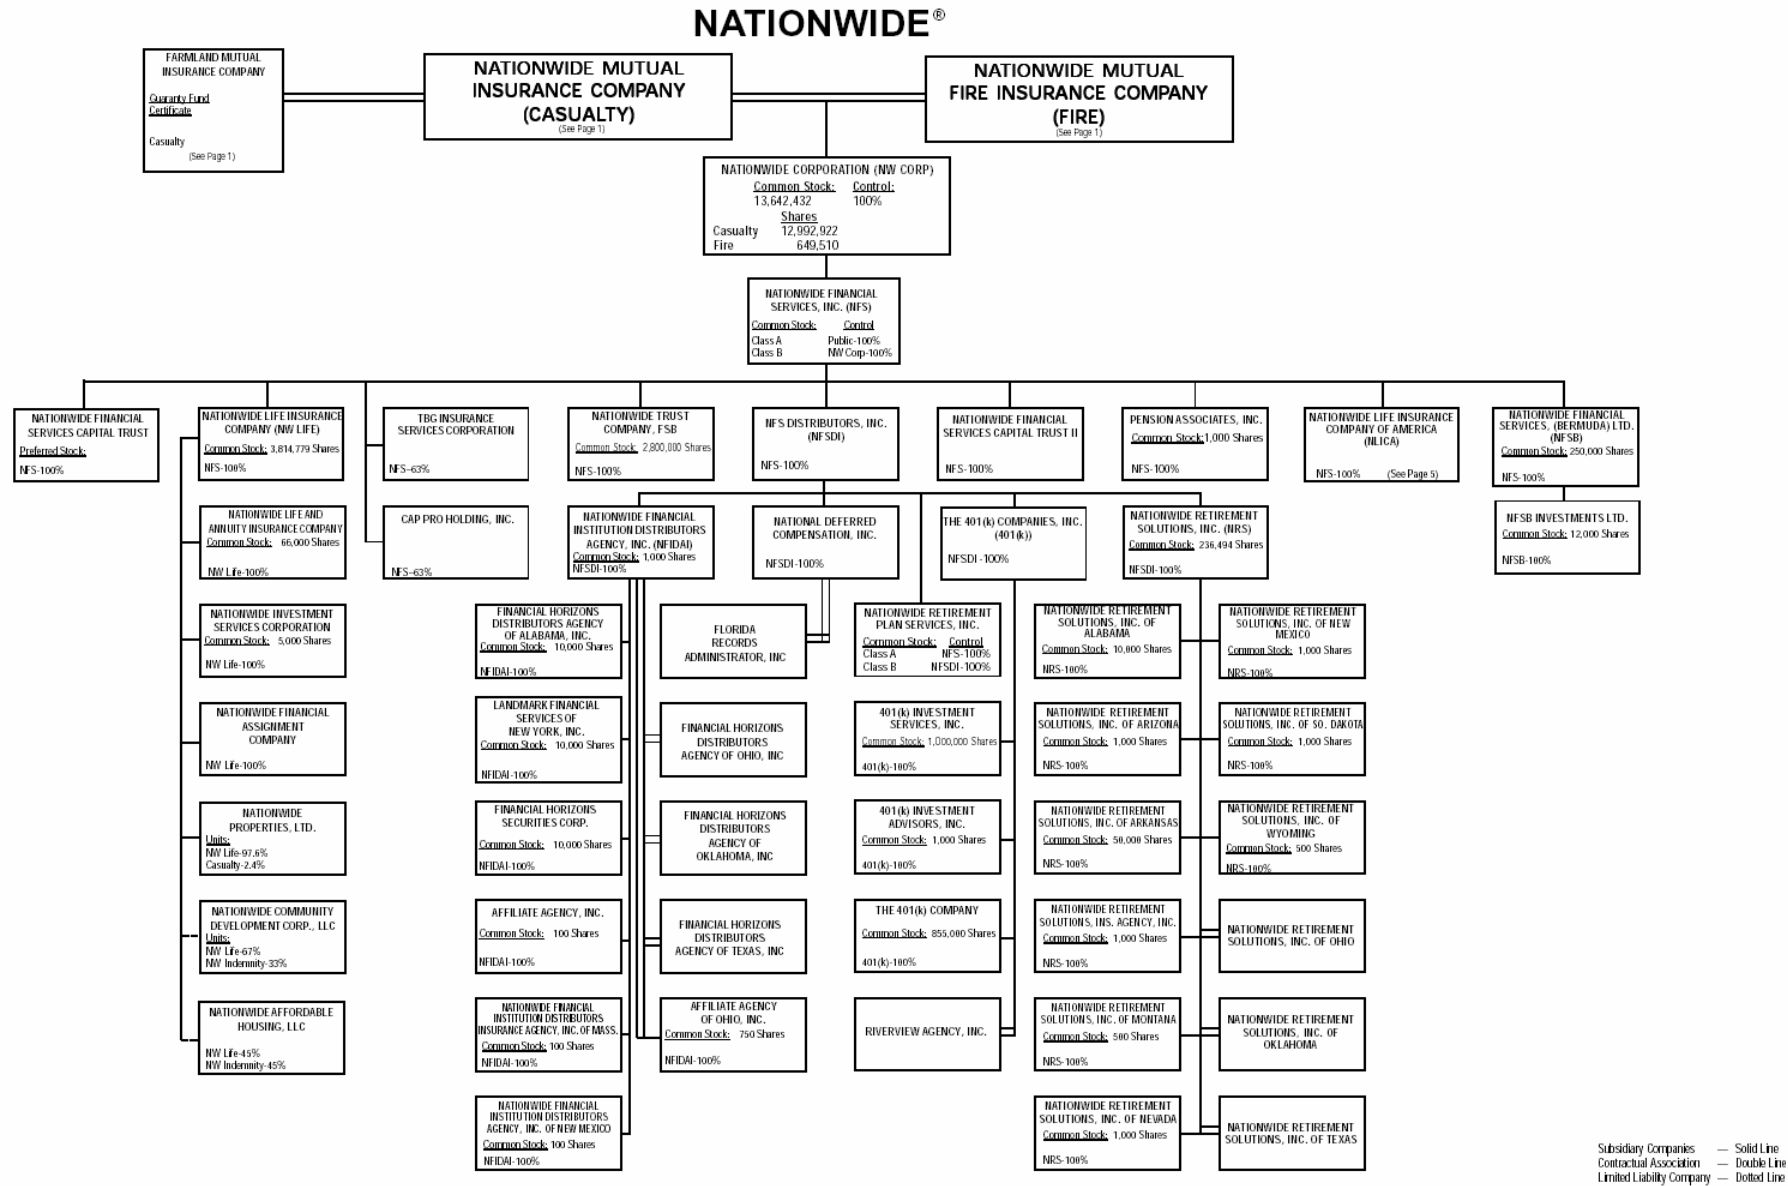 NATIONWIDE®
FARMLAND MUTUAL
INSURANCE COMPANY
Guaranty Fund
Certificate
Casualty
(See Page 1)
NATIONWIDE MUTUAL
INSURANCE COMPANY
(CASUALTY)
(See Page 1)
NATIONWIDE MUTUAL
FIRE INSURANCE COMPANY
(FIRE)
(See Page 1)
NATIONWIDE CORPORATION (NW CORP)
Common Stock: Control:
13,642,432 100%
Shares
Casualty 12,992,922
Fire 649,510
NATIONWIDE FINANCIAL
SERVICES, INC. (NFS)
Common Stock: Control
Class A Public-100%
Class B NW Corp-100%
NATIONWIDE FINANCIAL
SERVICES CAPITAL TRUST
Preferred Stock:
NFS-100%
NATIONWIDE LIFE INSURANCE
COMPANY (NW LIFE)
Common Stock: 3,814,779 Shares
NFS-100%
TBG INSURANCE
SERVICES CORPORATION
NFS-63%
NATIONWIDE TRUST
COMPANY, FSB
Common Stock: 2,800,000 Shares
NFS-100%
NFS DISTRIBUTORS, INC.
(NFSDI)
NFS-100%
NATIONWIDE FINANCIAL
SERVICES CAPITAL TRUST II
NFS-100%
PENSION ASSOCIATES, INC.
Common Stock:1,000 Shares
NFS-100%
NATIONWIDE LIFE INSURANCE
COMPANY OF AMERICA
(NLICA)
NFS-100% (See Page 5)
NATIONWIDE FINANCIAL
SERVICES, (BERMUDA) LTD.
(NFSB)
Common Stock: 250,000 Shares
NFS-100%
NATIONWIDE LIFE AND
ANNUITY INSURANCE COMPANY
Common Stock: 66,000 Shares
NW Life-100%
CAP PRO HOLDING, INC.
NFS-63%
NATIONWIDE FINANCIAL
INSTITUTION DISTRIBUTORS
AGENCY, INC. (NFIDAI)
Common Stock: 1,000 Shares
NFSDI-100%
NATIONAL DEFERRED
COMPENSATION, INC.
NFSDI-100%
THE 401(k) COMPANIES, INC.
(401(k))
NFSDI -100%
NATIONWIDE RETIREMENT
SOLUTIONS, INC. (NRS)
Common Stock: 236,494 Shares
NFSDI-100%
NFSB INVESTMENTS LTD.
Common Stock: 12,000 Shares
NFSB-100%
NATIONWIDE INVESTMENT
SERVICES CORPORATION
Common Stock: 5,000 Shares
NW Life-100%
FINANCIAL HORIZONS
DISTRIBUTORS AGENCY
OF ALABAMA, INC.
Common Stock: 10,000 Shares
NFIDAI-100%
FLORIDA
RECORDS
ADMINISTRATOR, INC
NATIONWIDE RETIREMENT
PLAN SERVICES, INC.
Common Stock: Control
Class A NFS-100%
Class B NFSDI-100%
NATIONWIDE RETIREMENT
SOLUTIONS, INC. OF
ALABAMA
Common Stock: 10,000 Shares
NRS-100%
NATIONWIDE RETIREMENT
SOLUTIONS, INC. OF NEW
MEXICO
Common Stock: 1,000 Shares
NRS-100%
NATIONWIDE FINANCIAL
ASSIGNMENT
COMPANY
NW Life-100%
LANDMARK FINANCIAL
SERVICES OF
NEW YORK, INC.
Common Stock: 10,000 Shares
NFIDAI-100%
FINANCIAL HORIZONS
DISTRIBUTORS
AGENCY OF OHIO, INC
401(k) INVESTMENT
SERVICES, INC.
Common Stock: 1,000,000 Shares
401(k)-100%
NATIONWIDE RETIREMENT
SOLUTIONS, INC. OF ARIZONA
Common Stock: 1,000 Shares
NRS-100%
NATIONWIDE RETIREMENT
SOLUTIONS, INC. OF SO. DAKOTA
Common Stock: 1,000 Shares
NRS-100%
NATIONWIDE
PROPERTIES, LTD.
Units:
NW Life-97.6%
Casualty-2.4%
FINANCIAL HORIZONS
SECURITIES CORP.
Common Stock: 10,000 Shares
NFIDAI-100%
FINANCIAL HORIZONS
DISTRIBUTORS
AGENCY OF
OKLAHOMA, INC
401(k) INVESTMENT
ADVISORS, INC.
Common Stock: 1,000 Shares
401(k)-100%
NATIONWIDE RETIREMENT
SOLUTIONS, INC. OF ARKANSAS
Common Stock: 50,000 Shares
NRS-100%
NATIONWIDE RETIREMENT
SOLUTIONS, INC. OF
WYOMING
Common Stock: 500 Shares
NRS-100%
NATIONWIDE COMMUNITY
DEVELOPMENT CORP., LLC
Units:
NW Life-67%
NW Indemnity-33%
AFFILIATE AGENCY, INC.
Common Stock: 100 Shares
NFIDAI-100%
FINANCIAL HORIZONS
DISTRIBUTORS
AGENCY OF TEXAS, INC
THE 401(k) COMPANY
Common Stock: 855,000 Shares
401(k)-100%
NATIONWIDE RETIREMENT
SOLUTIONS, INS. AGENCY, INC.
Common Stock: 1,000 Shares
NRS-100%
NATIONWIDE RETIREMENT
SOLUTIONS, INC. OF OHIO
NATIONWIDE AFFORDABLE
HOUSING, LLC
NW Life-45%
NW Indemnity-45%
NATIONWIDE FINANCIAL
INSTITUTION DISTRIBUTORS
INSURANCE AGENCY, INC. OF MASS.
Common Stock: 100 Shares
NFIDAI-100%
AFFILIATE AGENCY
OF OHIO, INC.
Common Stock: 750 Shares
NFIDAI-100%
RIVERVIEW AGENCY, INC.
NATIONWIDE RETIREMENT
SOLUTIONS, INC. OF MONTANA
Common Stock: 500 Shares
NRS-100%
NATIONWIDE RETIREMENT
SOLUTIONS, INC. OF
OKLAHOMA
NATIONWIDE FINANCIAL
INSTITUTION DISTRIBUTORS
AGENCY, INC. OF NEW MEXICO
Common Stock: 100 Shares
NFIDAI-100%
NATIONWIDE RETIREMENT
SOLUTIONS, INC. OF NEVADA
Common Stock: 1,000 Shares
NRS-100%
NATIONWIDE RETIREMENT
SOLUTIONS, INC. OF TEXAS
Subsidiary Companies — Solid Line
Contractual Association — Double Line
Limited Liability Company — Dotted Line